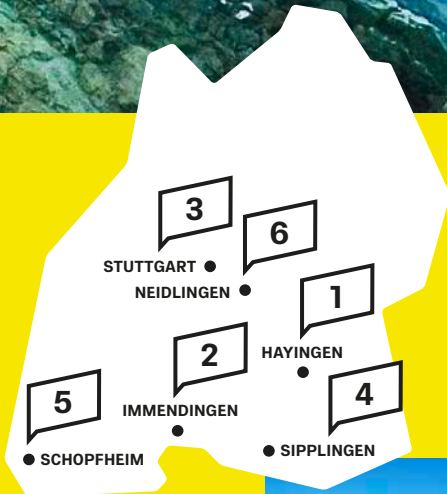 3
6
STUTTGART
NEIDLINGEN
1
2
HAYINGEN
5
IMMENDINGEN
4
SCHOPFHEIM
SIPPLINGEN